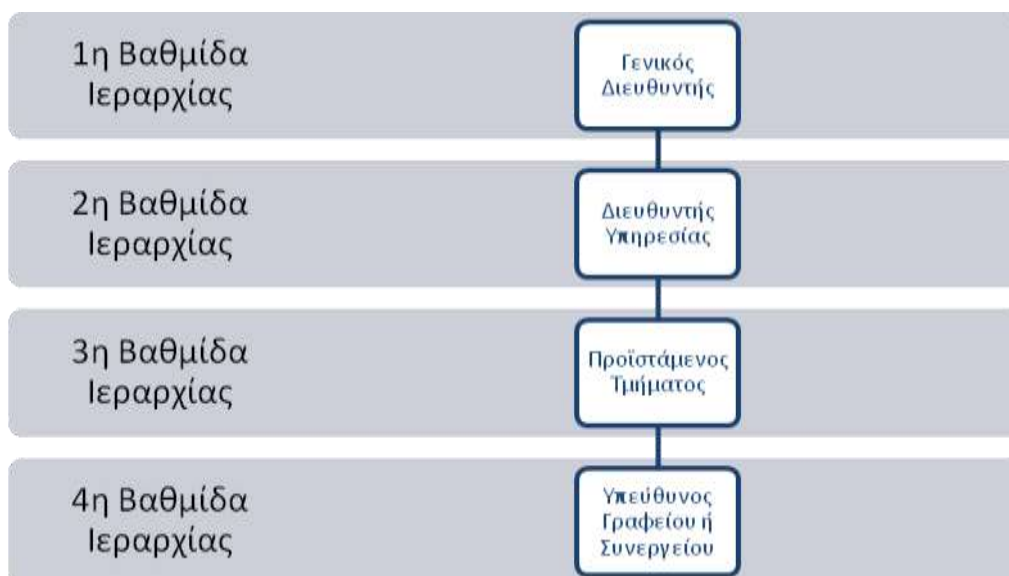 1η Βαθμίδα
Ιεραρχίας
Γενικός
Διευθυντής
2η Βαθμίδα
Ιεραρχίας
Διευθυντής
Υπηρεσίας
3η Βαθμίδα
Ιεραρχίας
Προϊστάμενος
Τμήματος
4η Βαθμίδα
Ιεραρχίας
Υπεύθυνος
Γραφείου ή
Συνεργείου